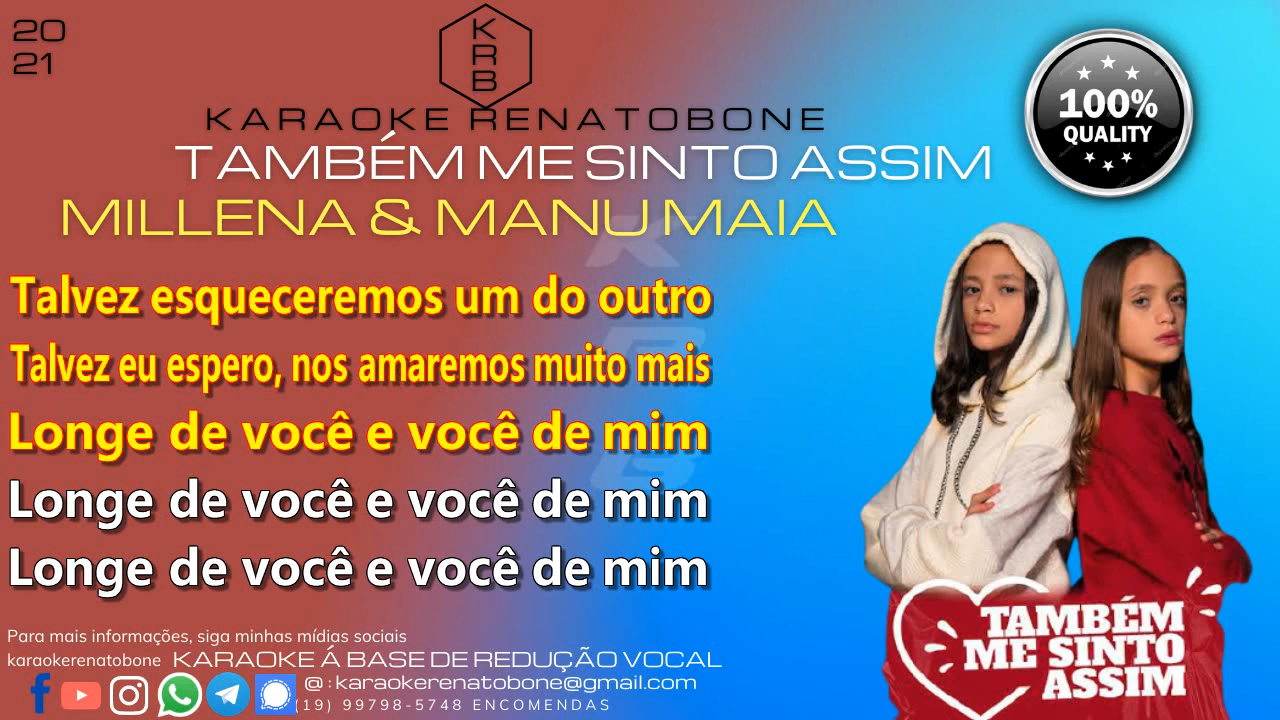 20
21
K
R
B
KARAOKE RENATOBONE
TAMBÉM ME SINTO ASSIM
MILLENA & MANU MAIA
100%
QUALITY
K
R
B
Talvez esqueceremos um do outro
Talvez eu espero, nos amaremos muito mais
Longe de você e você de mim
Longe de você e você de mim
Longe de você e você de mim
TAMBÉM
ME SINTO
ASSIM
Para mais informações, siga minhas mídias sociais
karaokerenatobone KARAOKE Á BASE DE REDUÇÃO VOCAL
@ : karaokerenatobone@gmail.com
(19) 99798-5748 ENCOMENDAS